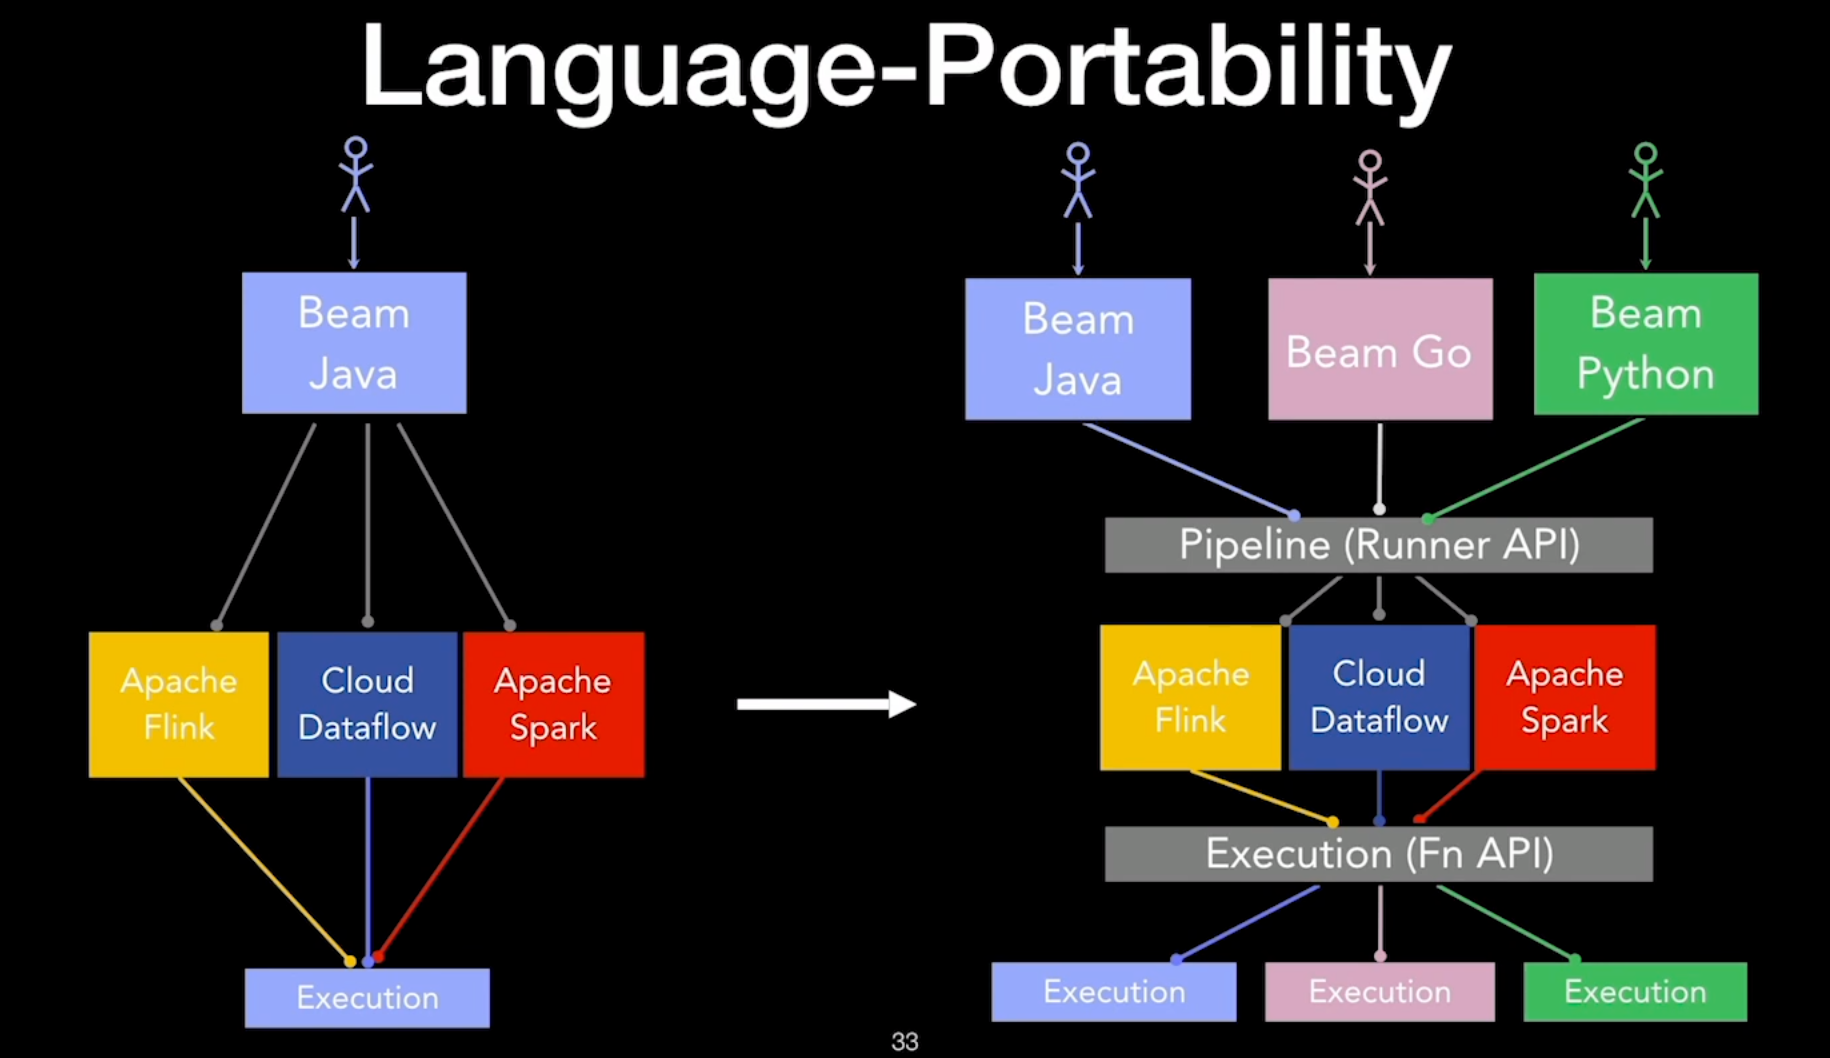 Language-Portability
Beam
Java
Apache
Flink
Cloud
Dataflow
Apache
Spark
Execution
Beam
Java
Beam Go
Beam
Python
Pipeline (Runner API)
Apache
Flink
Cloud
Dataflow
Apache
Spark
Execution (Fn API)
Execution
Execution
Execution
33